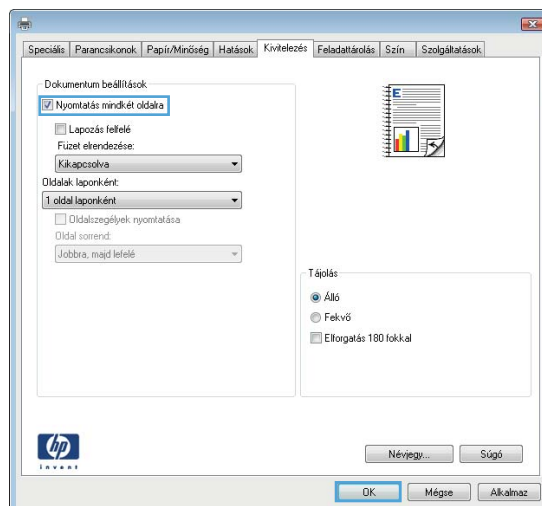 Speciális Parancsikonok Papír/Minőség Hatások Kivitelezés Feladattárolás Szín Szolgáltatások
Dokumentum beállítások
Nyomtatás mindkét oldalra
Lapozás felfelé
Füzet elrendezése:
Kikapcsolva
Oldalak laponként:
1 oldal laponként
Oldalszegélyek nyomtatása
Oldal sorrend:
Jobbra, majd lefelé
E
Tájolás
Álló
Fekvő
Elforgatás 180 fokkal
hp
invent
Névjegy... Súgó
OK Mégse Alkalmaz